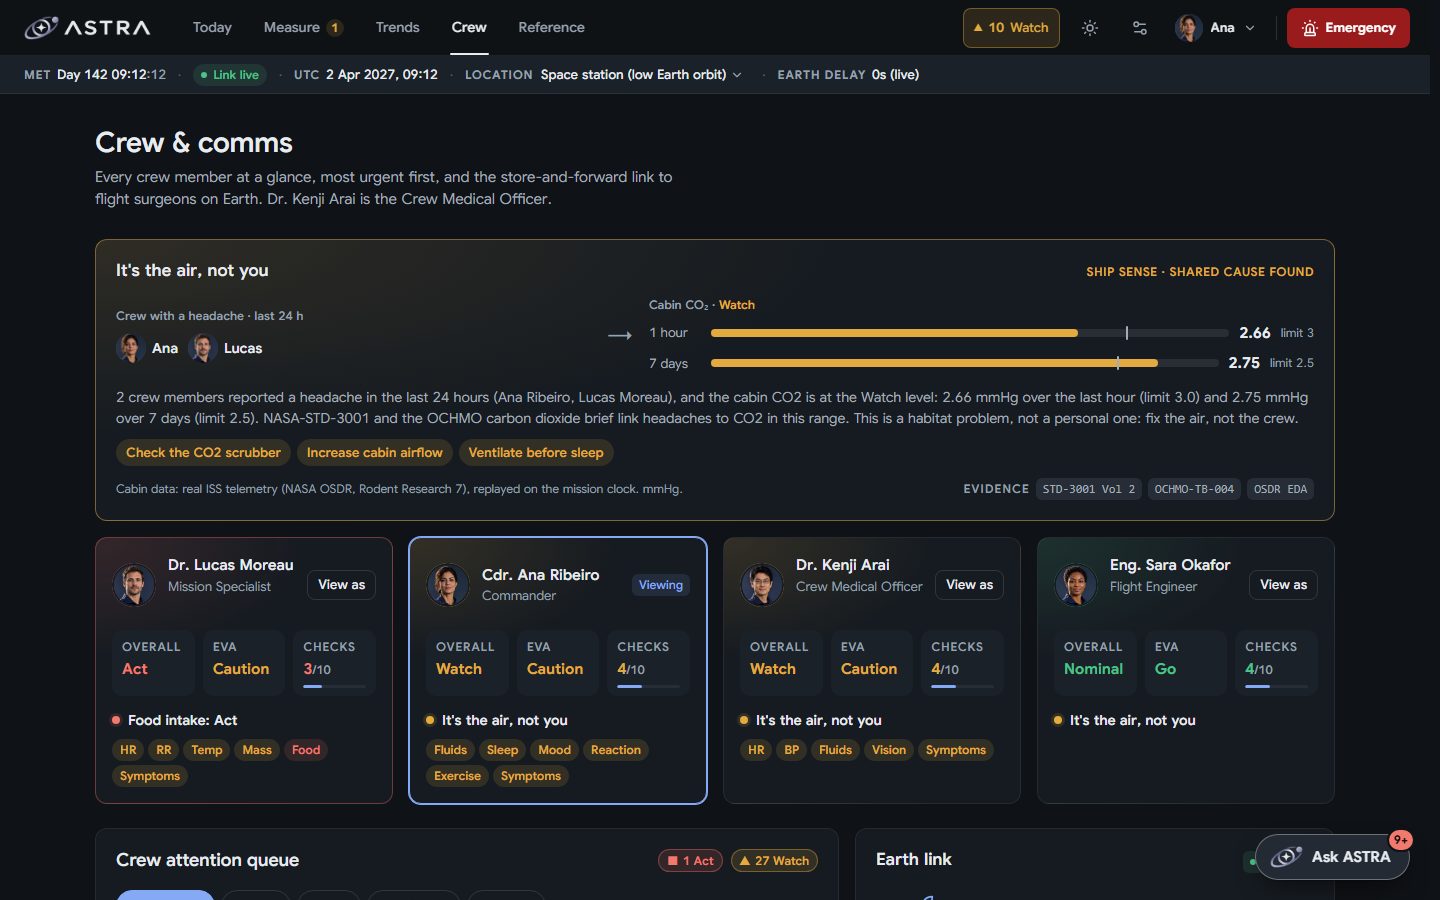 ASTRA
Today
Measure 1
Trends
Crew
Reference
10 Watch
Ana
Emergency
MET Day 142 09:12:12 · Link live · UTC 2 Apr 2027, 09:12 · LOCATION Space station (low Earth orbit) · EARTH DELAY 0s (live)
Crew & comms
Every crew member at a glance, most urgent first, and the store-and-forward link to
flight surgeons on Earth. Dr. Kenji Arai is the Crew Medical Officer.
It's the air, not you
SHIP SENSE · SHARED CAUSE FOUND
Crew with a headache · last 24 h
Ana
Lucas
Cabin CO₂ · Watch
1 hour 2.66 limit 3
7 days 2.75 limit 2.5
2 crew members reported a headache in the last 24 hours (Ana Ribeiro, Lucas Moreau), and the cabin CO2 is at the Watch level: 2.66 mmHg over the last hour (limit 3.0) and 2.75 mmHg
over 7 days (limit 2.5). NASA-STD-3001 and the OCHMO carbon dioxide brief link headaches to CO2 in this range. This is a habitat problem, not a personal one: fix the air, not the crew.
Check the CO2 scrubber
Increase cabin airflow
Ventilate before sleep
Cabin data: real ISS telemetry (NASA OSDR, Rodent Research 7), replayed on the mission clock. mmHg.
EVIDENCE STD-3001 Vol 2 OCHMO-TB-004 OSDR EDA
Dr. Lucas Moreau
Mission Specialist
View as
OVERALL
Act
EVA
Caution
CHECKS
3/10
Food intake: Act
HR RR Temp Mass Food
Symptoms
Cdr. Ana Ribeiro
Commander
Viewing
OVERALL
Watch
EVA
Caution
CHECKS
4/10
It's the air, not you
Fluids Sleep Mood Reaction
Exercise Symptoms
Dr. Kenji Arai
Crew Medical Officer
View as
OVERALL
Watch
EVA
Caution
CHECKS
4/10
It's the air, not you
HR BP Fluids Vision Symptoms
Eng. Sara Okafor
Flight Engineer
View as
OVERALL
Nominal
EVA
Go
CHECKS
4/10
It's the air, not you
Crew attention queue
1 Act
27 Watch
Earth link
Ask ASTRA
9+